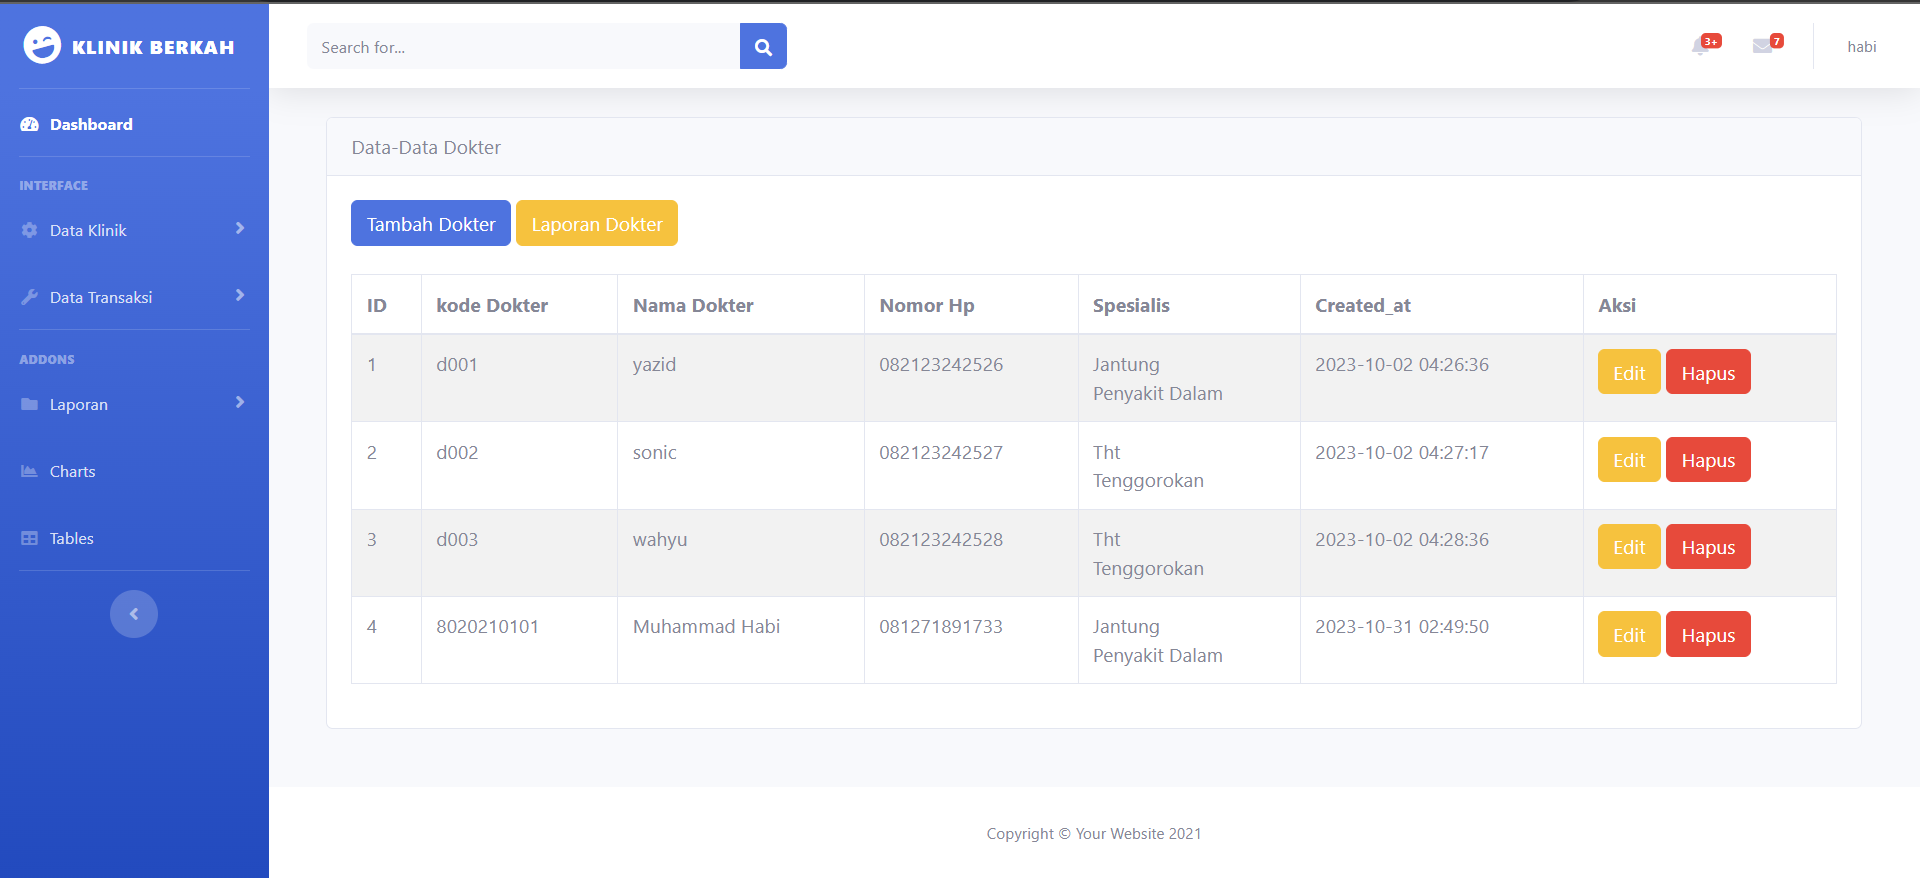 KLINIK BERKAH
Search for...
3+
7
habi
Dashboard
INTERFACE
Data Klinik
Data Transaksi
ADDONS
Laporan
Charts
Tables
Data-Data Dokter
Tambah Dokter Laporan Dokter
ID kode Dokter Nama Dokter Nomor Hp Spesialis Created_at Aksi
1 d001 yazid 082123242526 Jantung 2023-10-02 04:26:36 Edit Hapus
Penyakit Dalam
2 d002 sonic 082123242527 Tht 2023-10-02 04:27:17 Edit Hapus
Tenggorokan
3 d003 wahyu 082123242528 Tht 2023-10-02 04:28:36 Edit Hapus
Tenggorokan
4 8020210101 Muhammad Habi 081271891733 Jantung 2023-10-31 02:49:50 Edit Hapus
Penyakit Dalam
Copyright © Your Website 2021